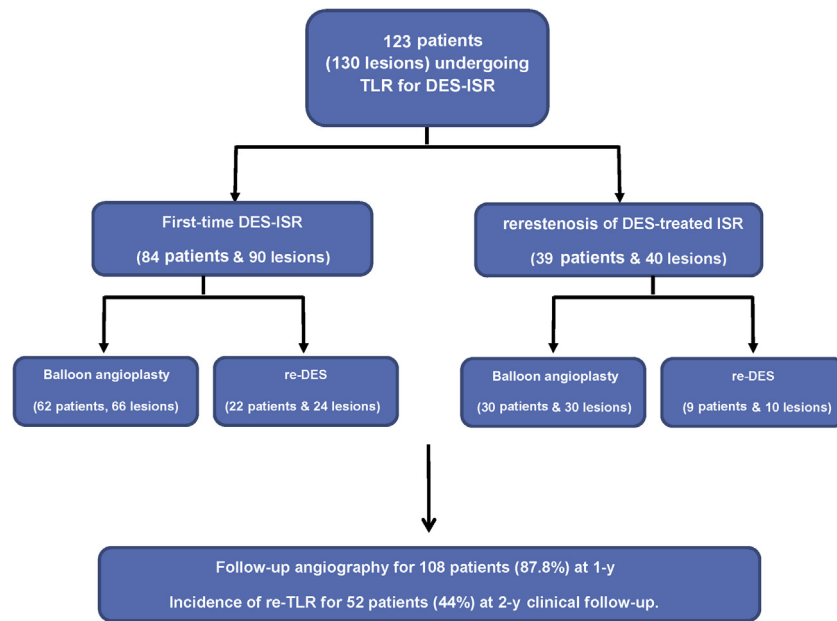 123 patients
(130 lesions) undergoing
TLR for DES-ISR
First-time DES-ISR
(84 patients & 90 lesions)
rerestenosis of DES-treated ISR
(39 patients & 40 lesions)
Balloon angioplasty
(62 patients, 66 lesions)
re-DES
(22 patients & 24 lesions)
Balloon angioplasty
(30 patients & 30 lesions)
re-DES
(9 patients & 10 lesions)
Follow-up angiography for 108 patients (87.8%) at 1-y
Incidence of re-TLR for 52 patients (44%) at 2-y clinical follow-up.